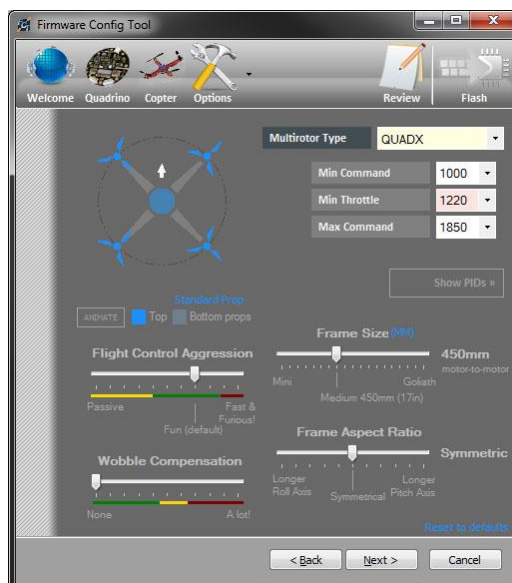 Firmware Config Tool
Welcome Quadrino Copter Options Review Flash
Multirotor Type QUADX
Min Command 1000
Min Throttle 1220
Max Command 1850
Show PIDs »
Standard Prop
ANIMATE Top Bottom props
Flight Control Aggression
Passive Fast & Furious!
Fun (default)
Frame Size (MM)
450mm
motor-to-motor
Mini Goliath
Medium 450mm (17in)
Wobble Compensation
None A lot!
Frame Aspect Ratio
Symmetric
Longer Roll Axis Symmetrical Longer Pitch Axis
Reset to defaults
< Back Next > Cancel